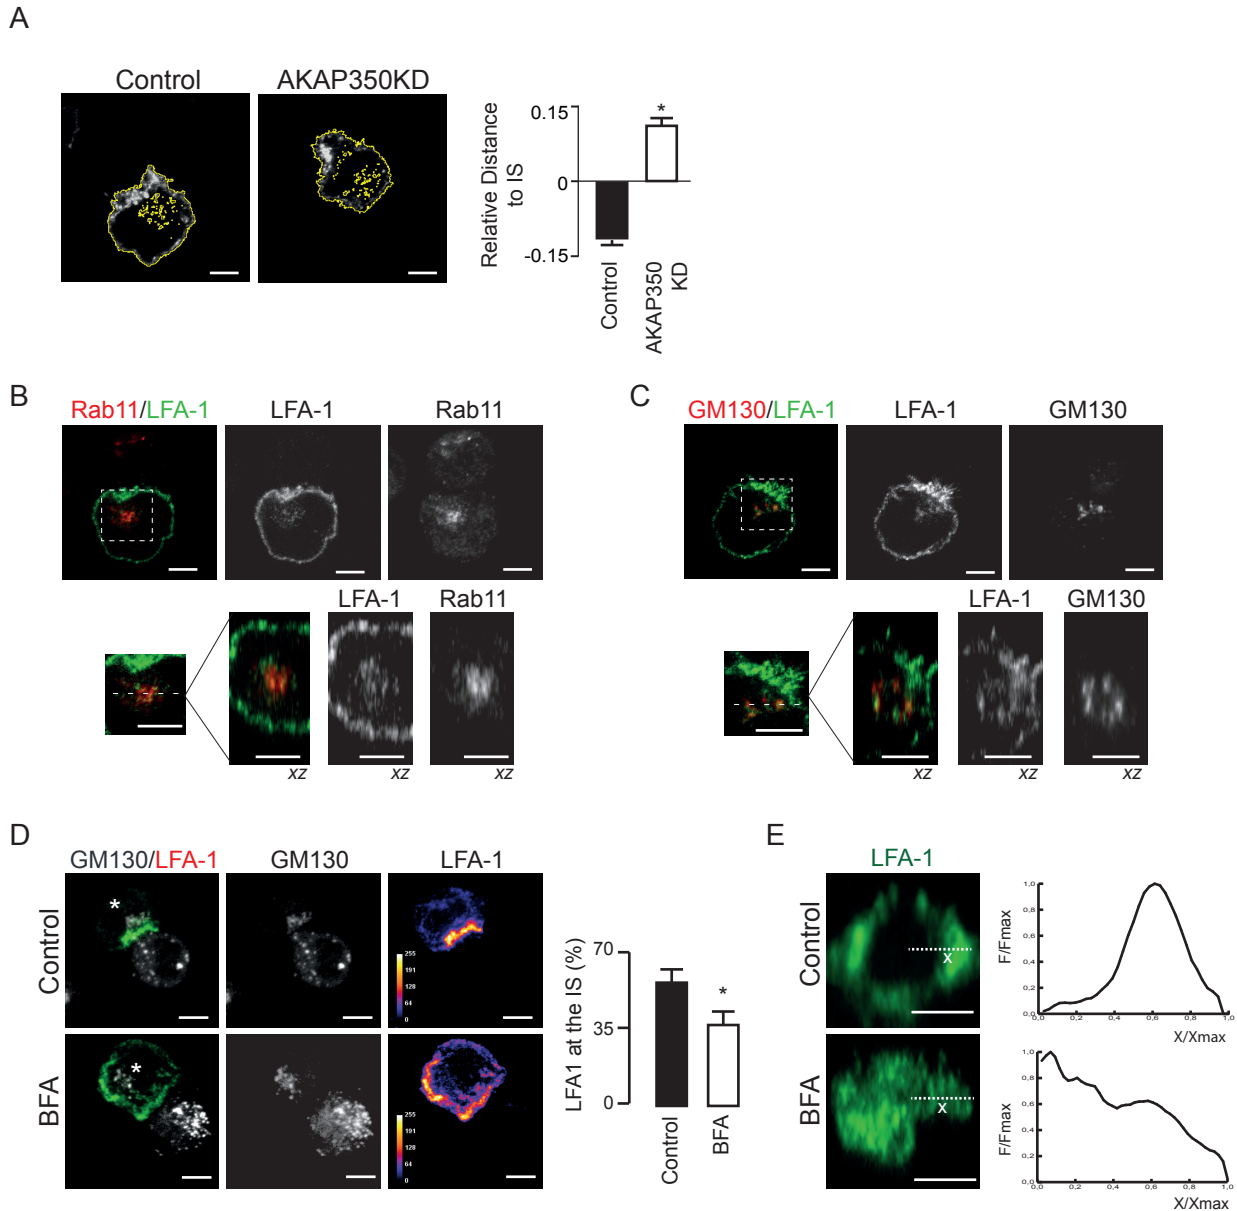 A
Control
AKAP350KD
Relative Distance
to IS
0.15
0
-0.15
*
Control
AKAP350
KD
B
Rab11/LFA-1
LFA-1
Rab11
LFA-1
Rab11
xz
xz
xz
C
GM130/LFA-1
LFA-1
GM130
LFA-1
GM130
xz
xz
xz
D
GM130/LFA-1
GM130
LFA-1
Control
*
255
191
128
64
0
BFA
*
255
191
128
64
0
LFA1 at the IS (%)
70
35
0
*
Control
BFA
E
LFA-1
Control
x
F/Fmax
1,0
0,8
0,6
0,4
0,2
0,0
0,0 0,2 0,4 0,6 0,8 1,0
X/Xmax
BFA
x
F/Fmax
1,0
0,8
0,6
0,4
0,2
0,0
0,0 0,2 0,4 0,6 0,8 1,0
X/Xmax